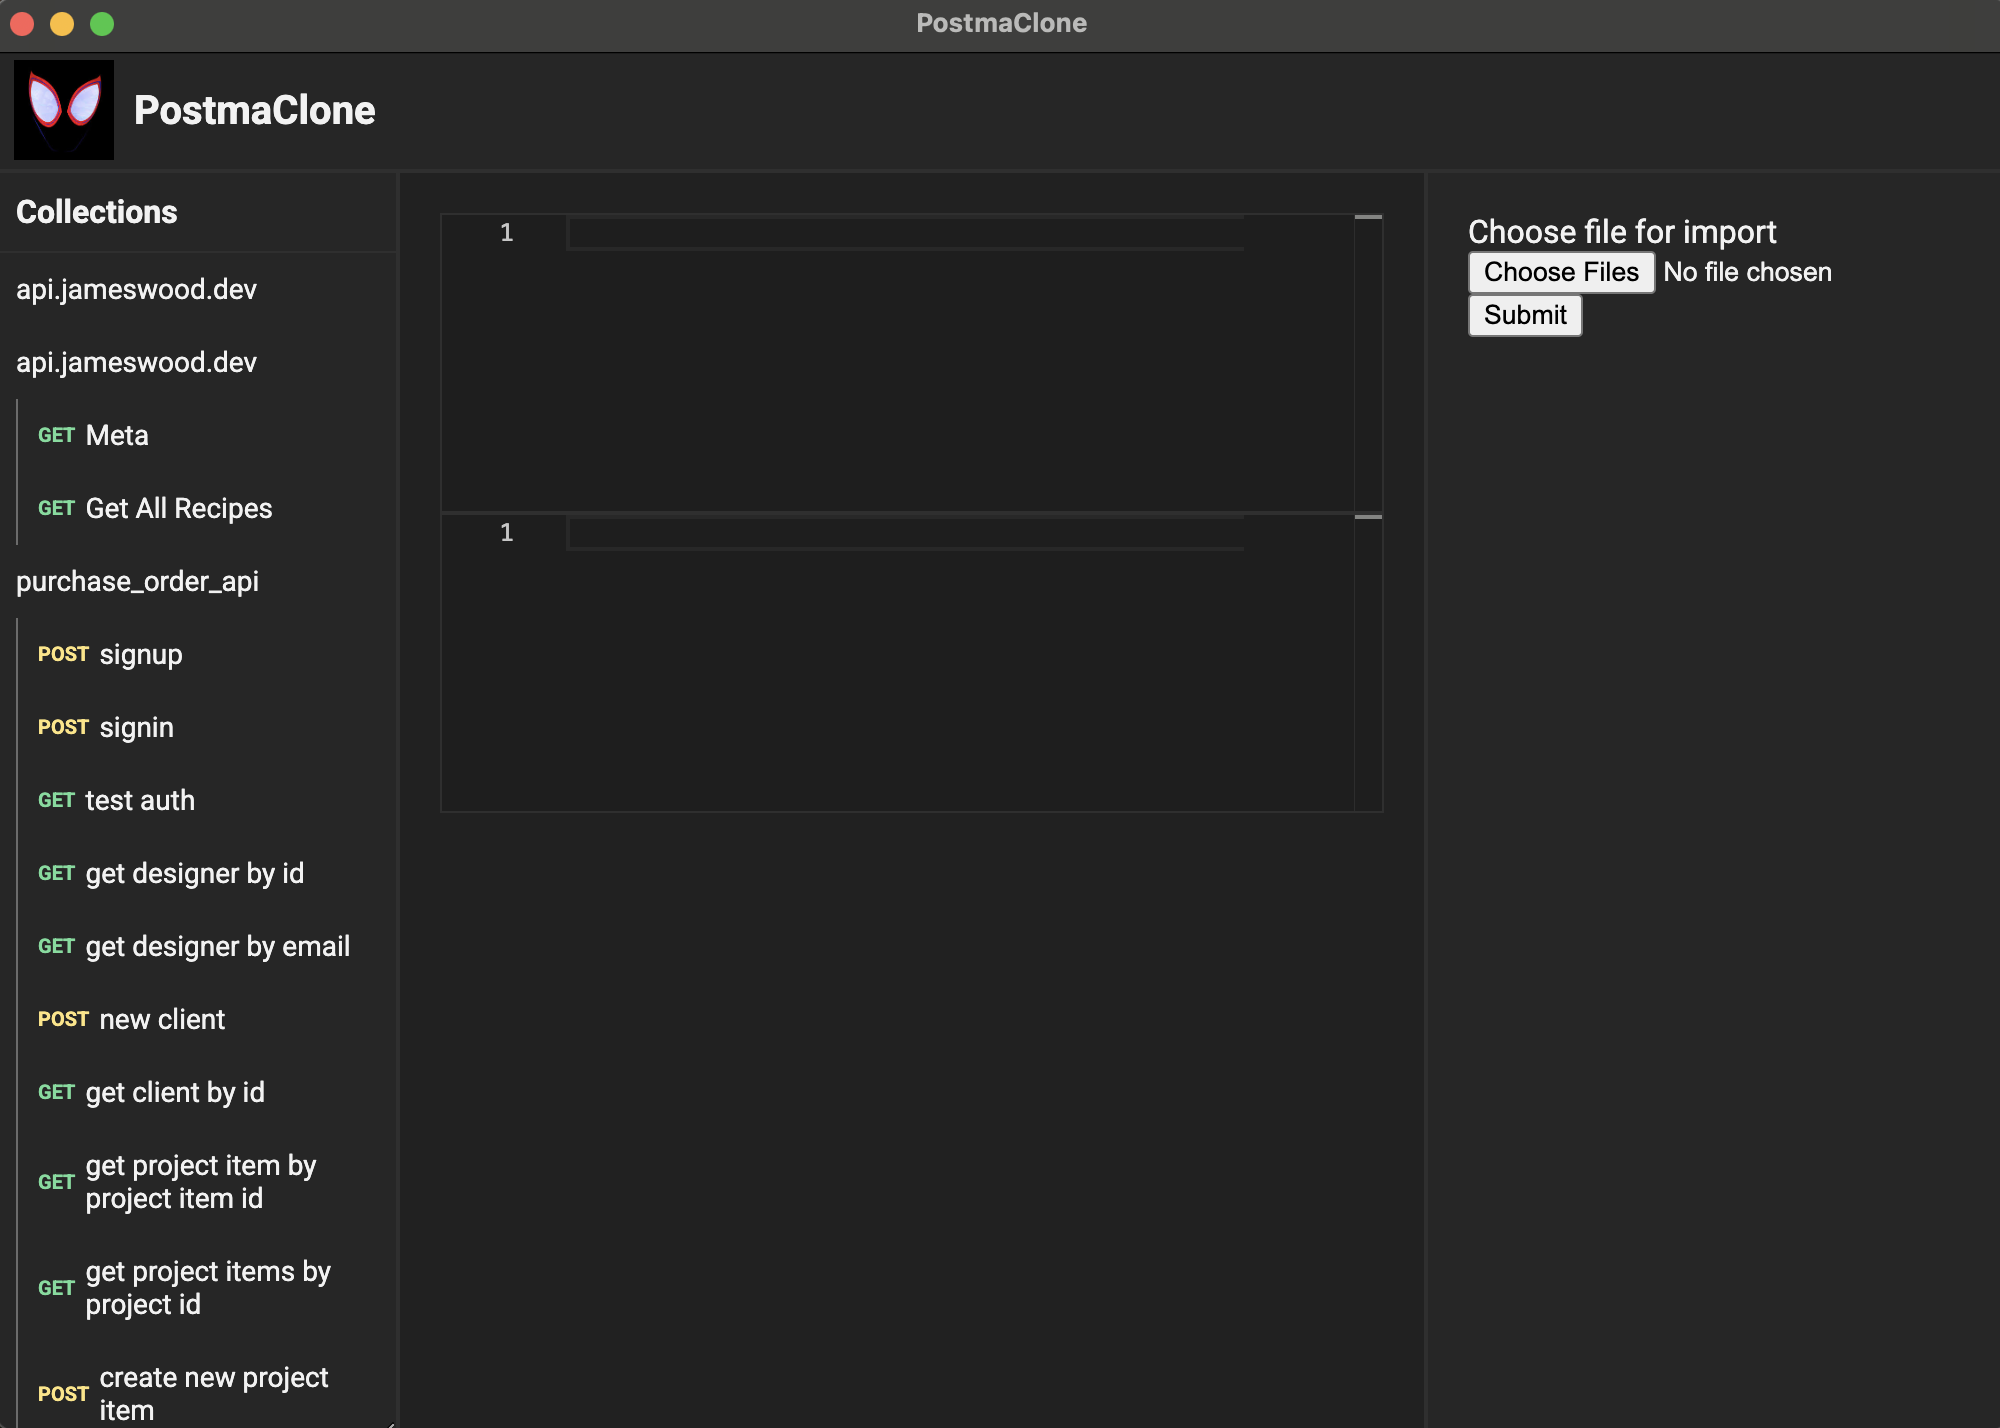 PostmaClone
PostmaClone
Collections
api.jameswood.dev
api.jameswood.dev
GET Meta
GET Get All Recipes
purchase_order_api
POST signup
POST signin
GET test auth
GET get designer by id
GET get designer by email
POST new client
GET get client by id
GET get project item by
project item id
GET get project items by
project id
POST create new project
item
1
1
Choose file for import
Choose Files No file chosen
Submit